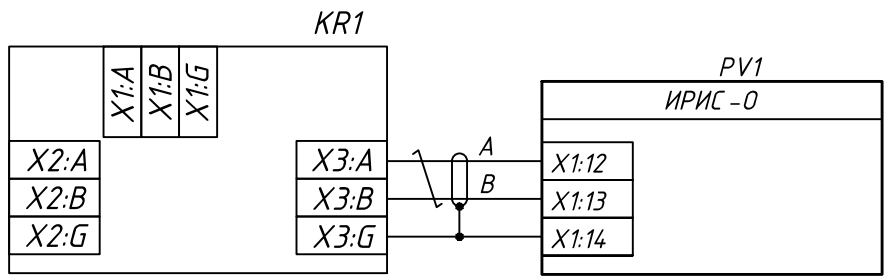 KR1
X1:A
X1:B
X1:G
X2:A
X2:B
X2:G
X3:A
X3:B
X3:G
A
B
PV1
ИРИС-О
X1:12
X1:13
X1:14